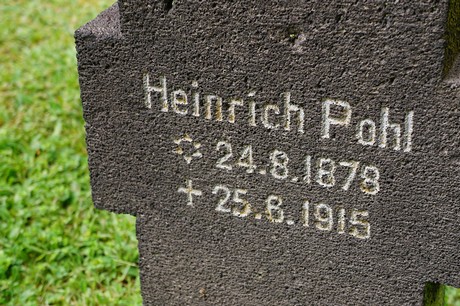 Heinrich Pohl
✡ 24.8.1878
✝ 25.6.1915